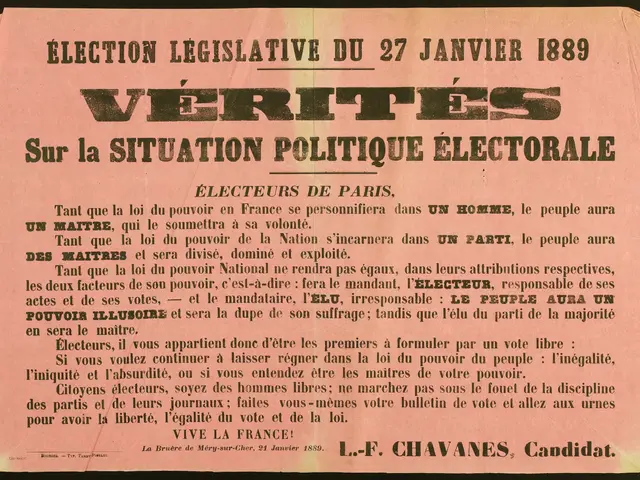 ÉLECTION LÉGISLATIVE DU 27 JANVIER 1889
VÉRITÉS
Sur la SITUATION POLITIQUE ÉLECTORALE
ÉLECTEURS DE PARIS,
Tant que la loi du pouvoir en France se personnifiera dans UN HOMME, le peuple aura
UN MAITRE, qui le soumettra à sa volonté.
Tant que la loi du pouvoir de la Nation s'incarnera dans UN PARTI, le peuple aura
DES MAITRES et sera divisé, dominé et exploité.
Tant que la loi du pouvoir National ne rendra pas égaux, dans leurs attributions respectives,
les deux facteurs de son pouvoir, c'est-à-dire : fera le mandant, l'ÉLECTEUR, responsable de ses
actes et de ses votes, — et le mandataire, l'ÉLU, irresponsable : LE PEUPLE AURA UN
POUVOIR ILLUSOIRE et sera la dupe de son suffrage; tandis que l'élu du parti de la majorité
en sera le maître.
Électeurs, il vous appartient donc d'être les premiers à formuler par un vote libre :
Si vous voulez continuer à laisser régner dans la loi du pouvoir du peuple : l'inégalité,
l'iniquité et l'absurdité, ou si vous entendez être les maîtres de votre pouvoir.
Citoyens électeurs, soyez des hommes libres; ne marchez pas sous le fouet de la discipline
des partis et de leurs journaux; faites vous-mêmes votre bulletin de vote et allez aux urnes
pour avoir la liberté, l'égalité du vote et de la loi.
VIVE LA FRANCE!
La Bruère de Méry-sur-Cher, 21 Janvier 1889.
L.-F. CHAVANES, Candidat.